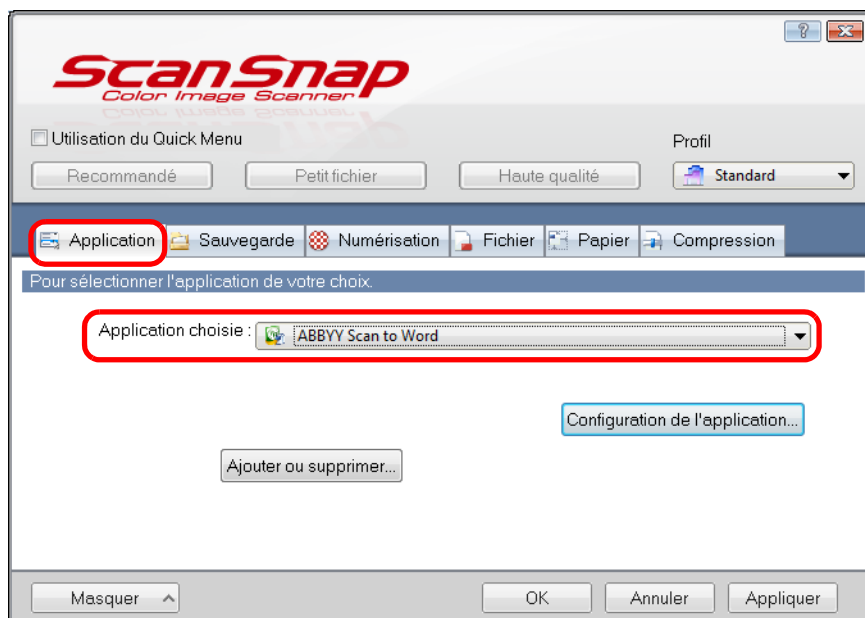 ScanSnap
Color Image Scanner
Utilisation du Quick Menu
Profil
Recommandé Petit fichier Haute qualité Standard
Application Sauvegarde Numérisation Fichier Papier Compression
Pour sélectionner l'application de votre choix.
Application choisie : ABBYY Scan to Word
Configuration de l'application...
Ajouter ou supprimer...
Masquer OK Annuler Appliquer